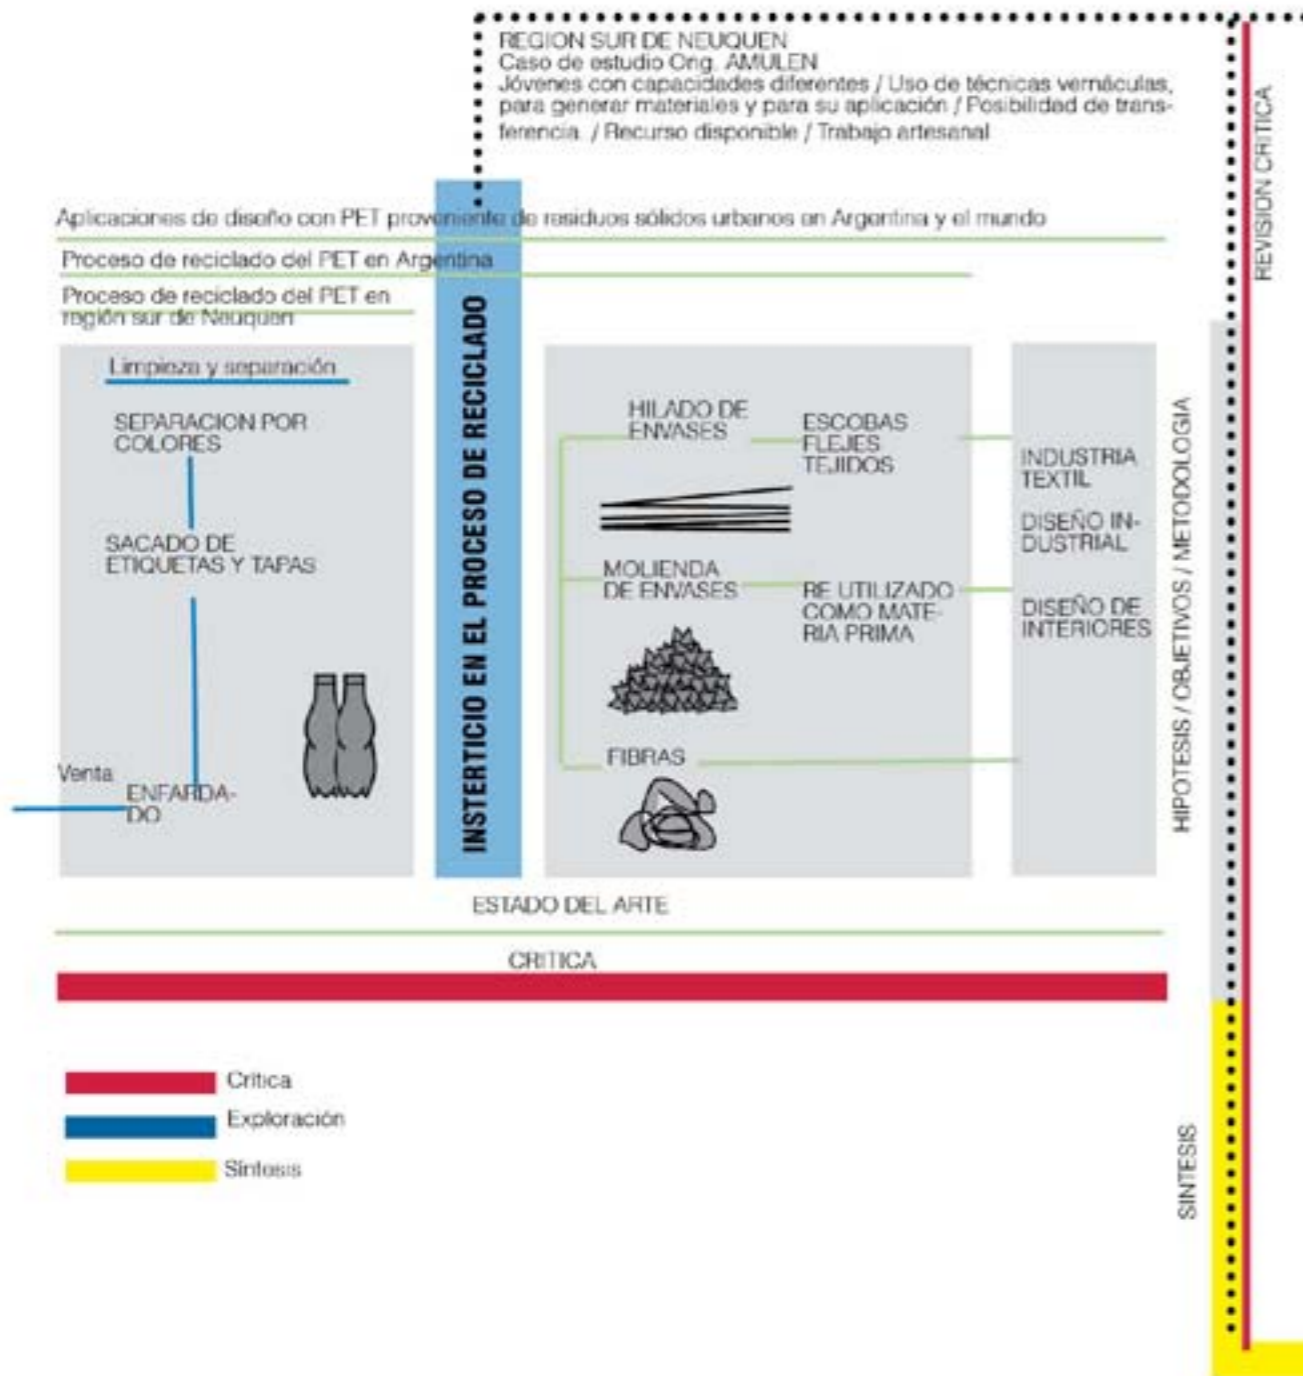 REGION SUR DE NEUQUEN
Caso de estudio Org. AMULEN
Jóvenes con capacidades diferentes / Uso de técnicas vernáculas,
para generar materiales y para su aplicación / Posibilidad de trans-
ferencia. / Recurso disponible / Trabajo artesanal
REVISION CRITICA
Aplicaciones de diseño con PET proveniente de residuos sólidos urbanos en Argentina y el mundo
Proceso de reciclado del PET en Argentina
Proceso de reciclado del PET en
región sur de Neuquen
Limpieza y separación
SEPARACION POR
COLORES
SACADO DE
ETIQUETAS Y TAPAS
Venta
ENFARDA-
DO
INSTERTICIO EN EL PROCESO DE RECICLADO
HILADO DE
ENVASES
ESCOBAS
FLEJES
TEJIDOS
MOLIENDA
DE ENVASES
RE UTILIZADO
COMO MATE-
RIA PRIMA
FIBRAS
INDUSTRIA
TEXTIL
DISEÑO IN-
DUSTRIAL
DISEÑO DE
INTERIORES
HIPOTESIS / OBJETIVOS / METODOLOGIA
ESTADO DEL ARTE
CRITICA
Crítica
Exploración
Síntesis
SINTESIS